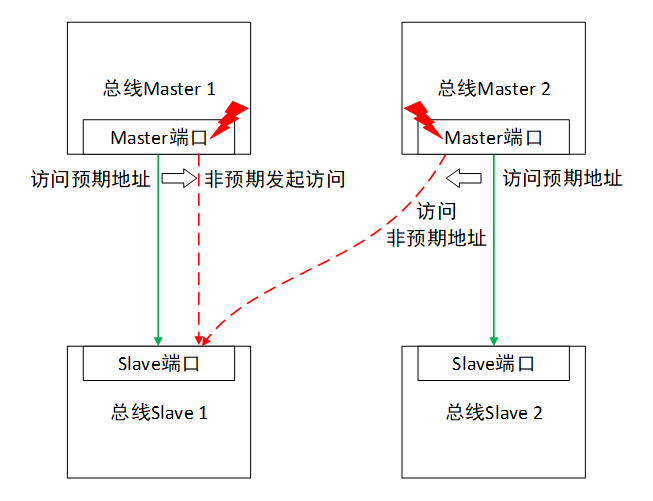 总线Master 1
总线Master 2
Master端口
Master端口
访问预期地址
非预期发起访问
访问预期地址
访问
非预期地址
Slave端口
Slave端口
总线Slave 1
总线Slave 2